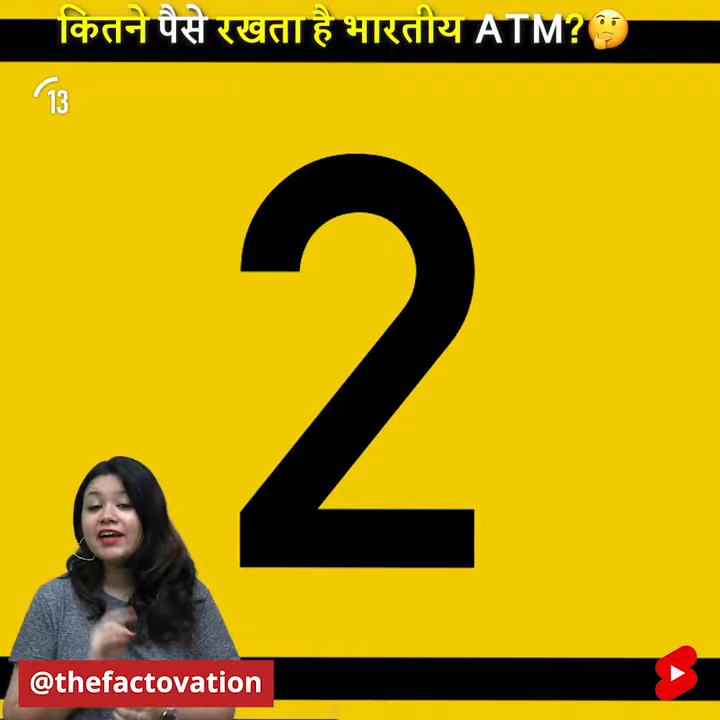 कितने पैसे रखता है भारतीय ATM?🤔
13
2
@thefactovation